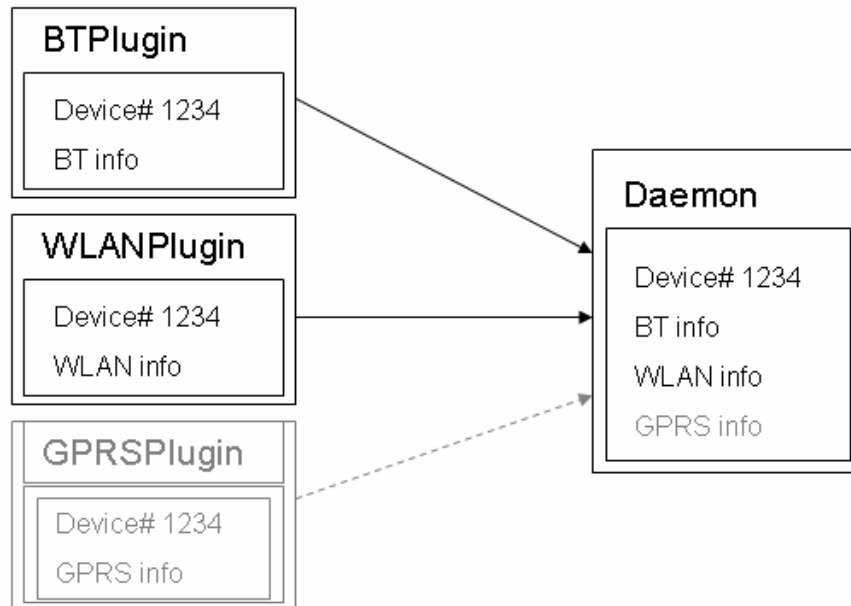 BTPlugin
Device# 1234
BT info
WLANPlugin
Device# 1234
WLAN info
GPRSPlugin
Device# 1234
GPRS info
Daemon
Device# 1234
BT info
WLAN info
GPRS info